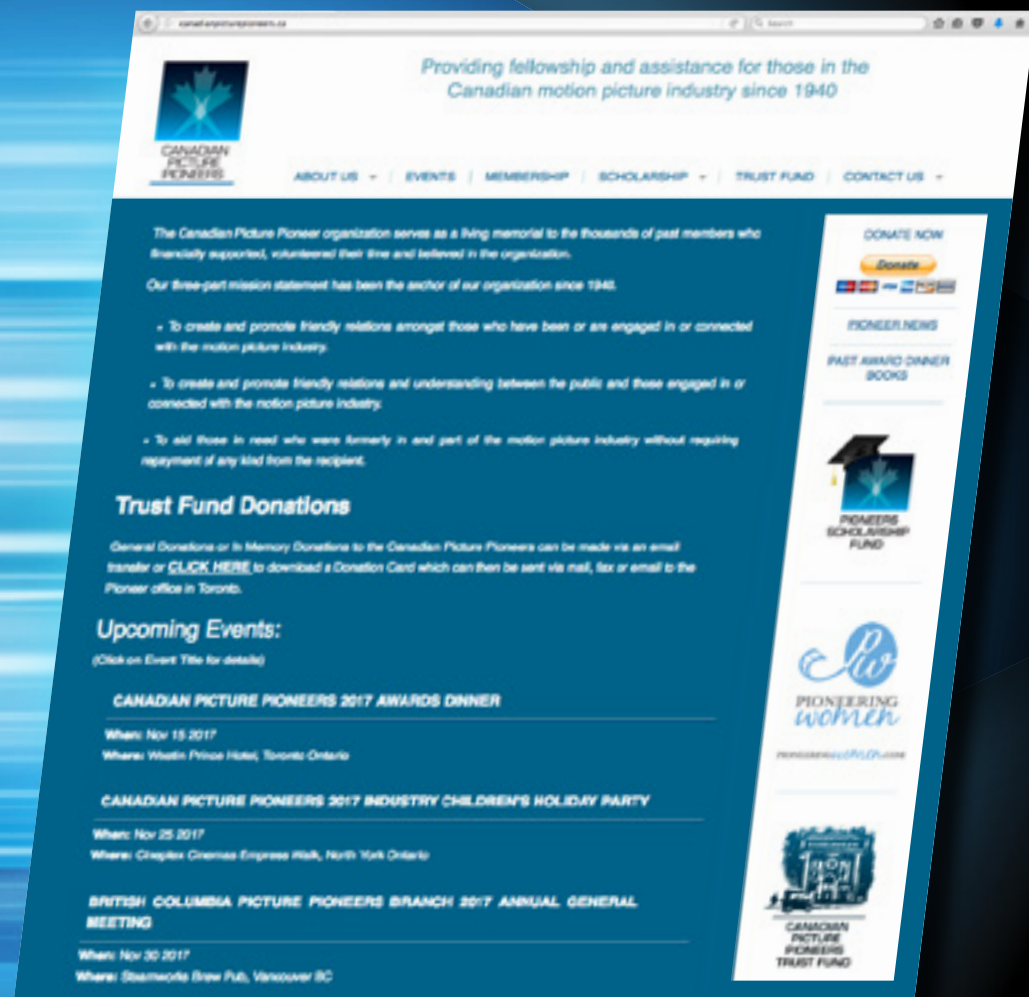 canadianpicturepioneers.ca
Search
Providing fellowship and assistance for those in the
Canadian motion picture industry since 1940
CANADIAN
PICTURE
PIONEERS
ABOUT US | EVENTS | MEMBERSHIP | SCHOLARSHIP | TRUST FUND | CONTACT US
The Canadian Picture Pioneer organization serves as a living memorial to the thousands of past members who
financially supported, volunteered their time and believed in the organization.
Our three-part mission statement has been the anchor of our organization since 1940.
• To create and promote friendly relations amongst those who have been or are engaged in or connected
with the motion picture industry.
• To create and promote friendly relations and understanding between the public and those engaged in or
connected with the motion picture industry.
• To aid those in need who were formerly in and part of the motion picture industry without requiring
repayment of any kind from the recipient.
Trust Fund Donations
General Donations or In Memory Donations to the Canadian Picture Pioneers can be made via an email
transfer or CLICK HERE to download a Donation Card which can then be sent via mail, fax or email to the
Pioneer office in Toronto.
Upcoming Events:
(Click on Event Title for details)
CANADIAN PICTURE PIONEERS 2017 AWARDS DINNER
When: Nov 15 2017
Where: Westin Prince Hotel, Toronto Ontario
CANADIAN PICTURE PIONEERS 2017 INDUSTRY CHILDREN'S HOLIDAY PARTY
When: Nov 25 2017
Where: Cineplex Cinemas Empress Walk, North York Ontario
BRITISH COLUMBIA PICTURE PIONEERS BRANCH 2017 ANNUAL GENERAL
MEETING
When: Nov 30 2017
Where: Steamworks Brew Pub, Vancouver BC
DONATE NOW
Donate
PIONEER NEWS
PAST AWARD DINNER
BOOKS
PIONEERS
SCHOLARSHIP
FUND
Pw
PIONEERING
women
PIONEERINGwomen.com
CANADIAN
PICTURE
PIONEERS
TRUST FUND